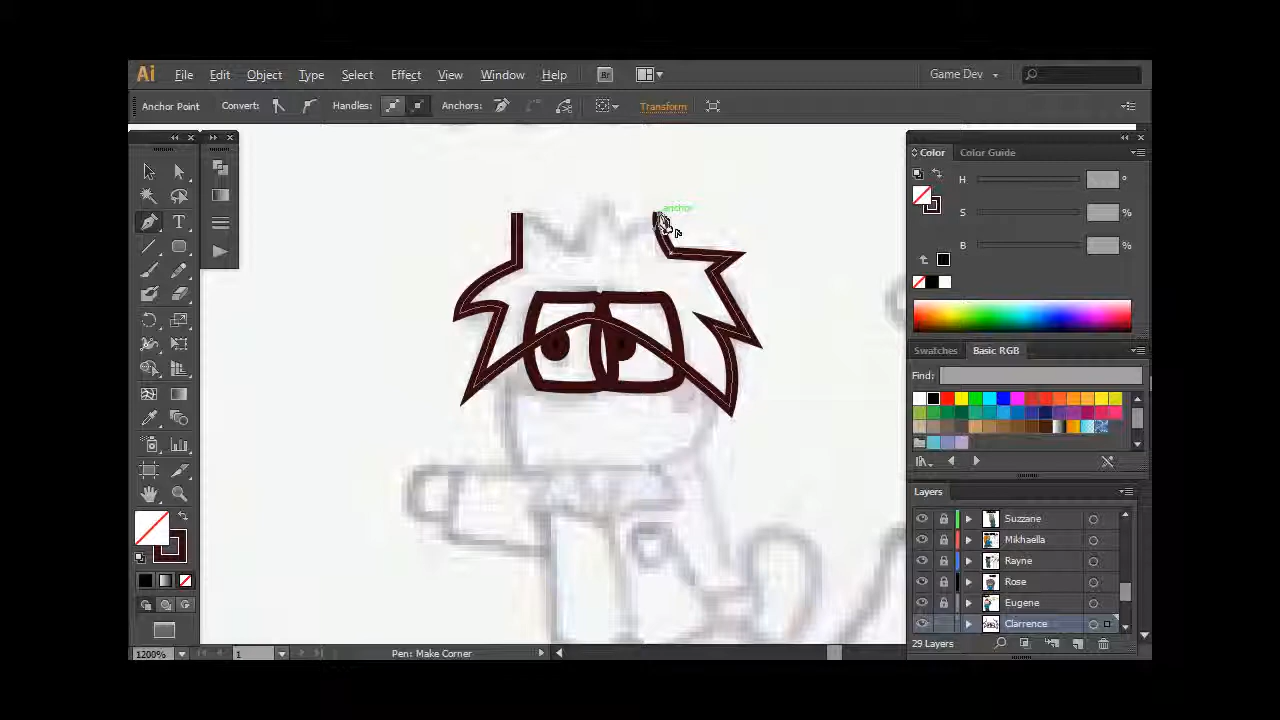 Ai File Edit Object Type Select Effect View Window Help Br Game Dev
Anchor Point Convert: Handles: Anchors: Transform
Color Color Guide
H °
S %
B %
anchor
T
Swatches Basic RGB
Find:
Layers
Suzzane
Mikhaella
Rayne
Rose
Eugene
Clarrence
29 Layers
1200% 1 Pen: Make Corner